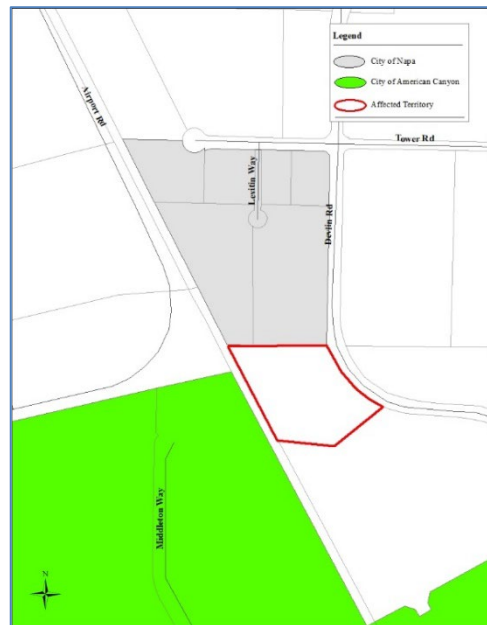 Legend
City of Napa
City of American Canyon
Affected Territory
Airport Rd
Tower Rd
Levitin Way
Devlin Rd
Middleton Way
N